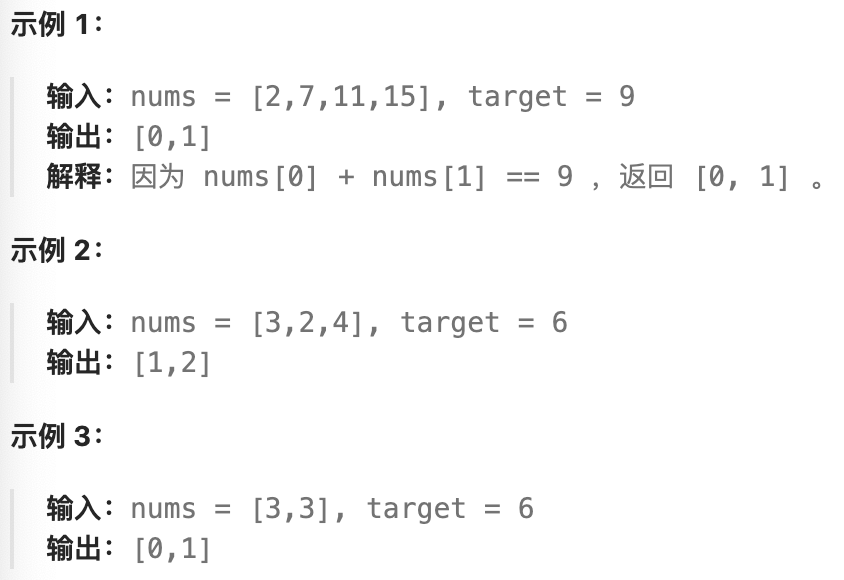 示例 1：
输入：nums = [2,7,11,15], target = 9
输出：[0,1]
解释：因为 nums[0] + nums[1] == 9 ，返回 [0, 1] 。
示例 2：
输入：nums = [3,2,4], target = 6
输出：[1,2]
示例 3：
输入：nums = [3,3], target = 6
输出：[0,1]